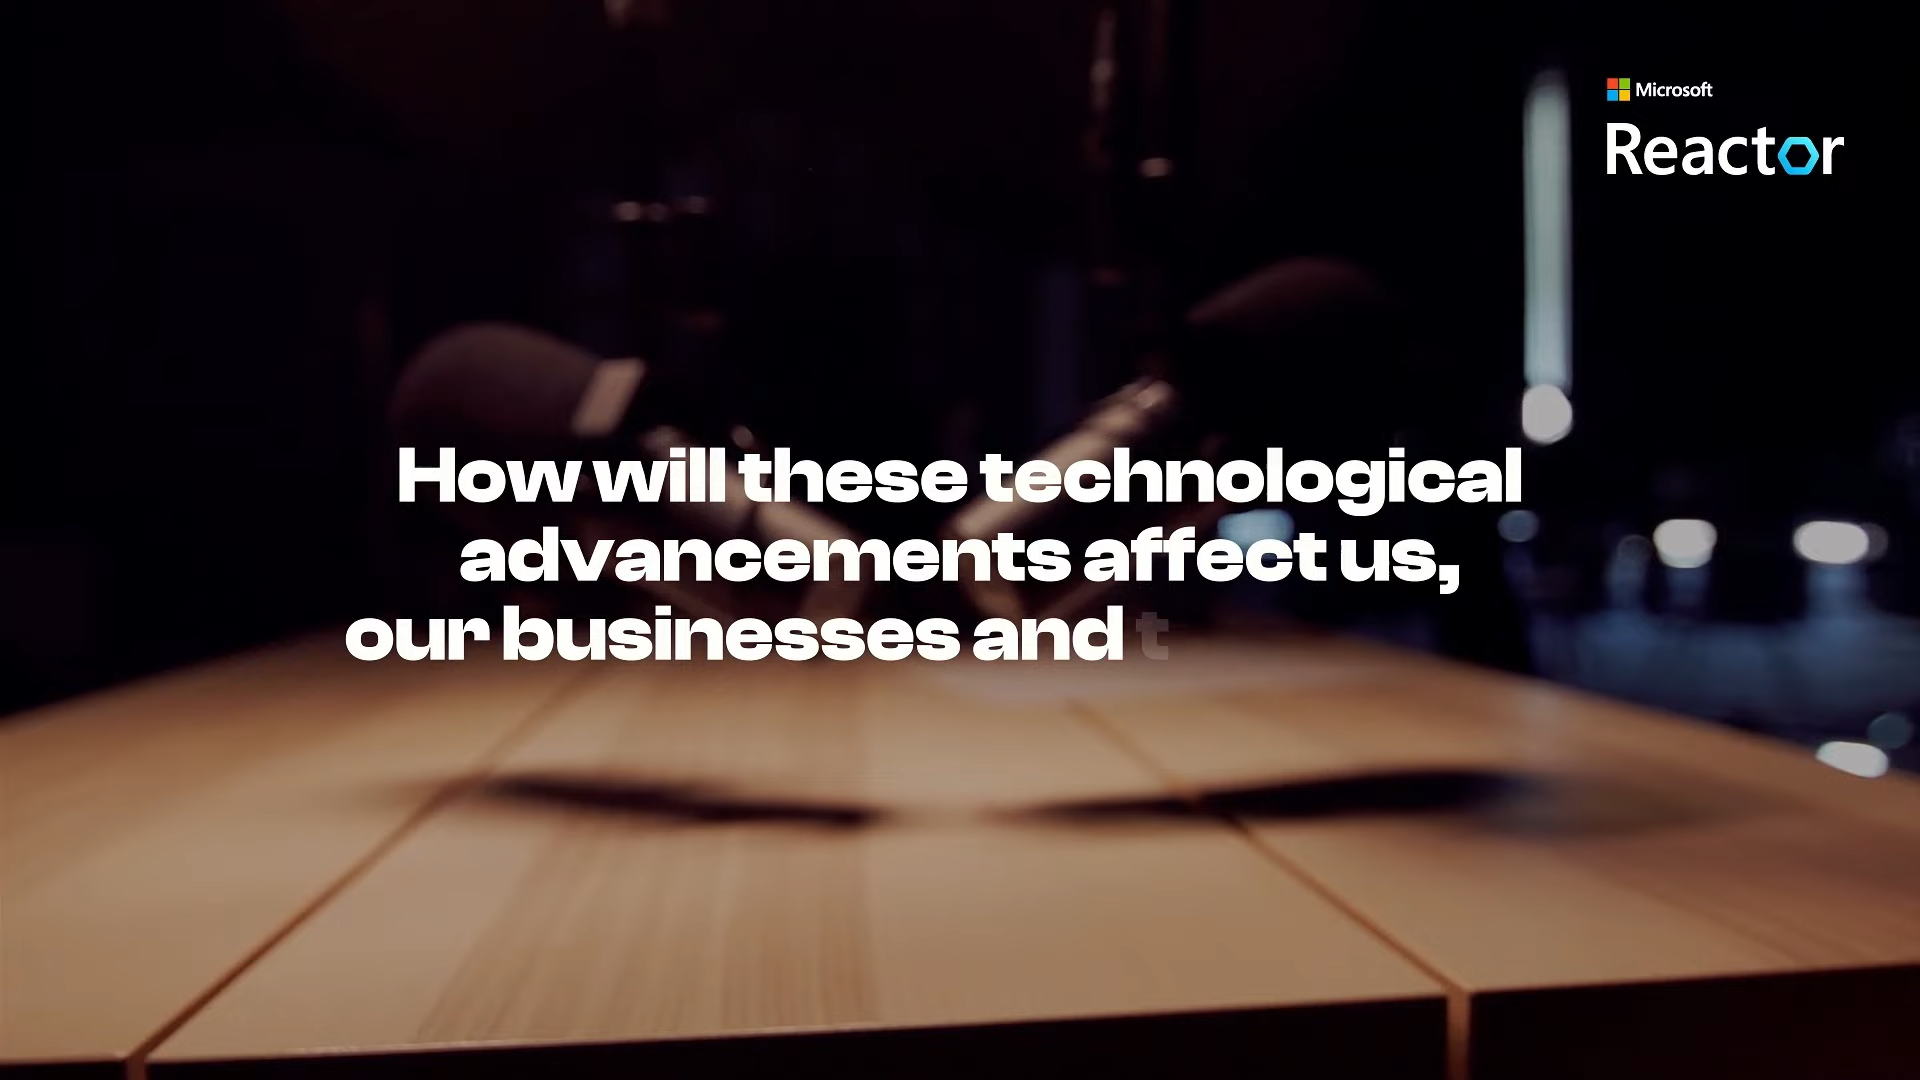 Microsoft
Reactor
How will these technological
advancements affect us,
our businesses and t